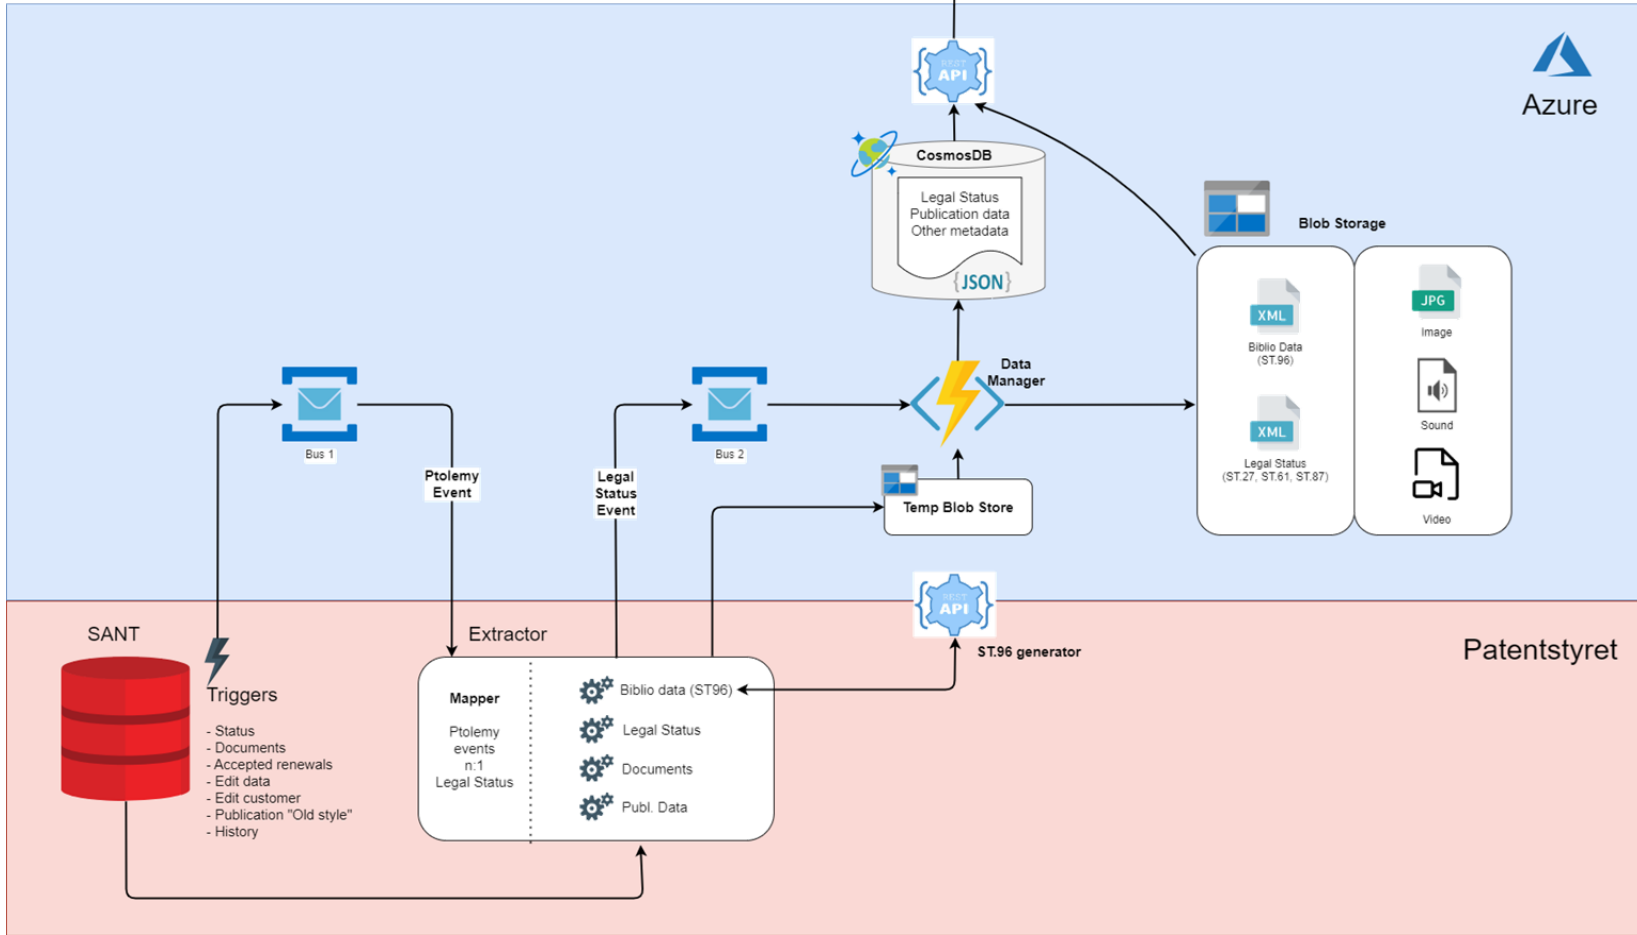 REST
API
Azure
CosmosDB
Legal Status
Publication data
Other metadata
{JSON}
Blob Storage
XML
Biblio Data
(ST.96)
JPG
Image
XML
Legal Status
(ST.27, ST.61, ST.87)
Sound
Video
Data
Manager
Bus 1
Bus 2
Ptolemy
Event
Legal
Status
Event
Temp Blob Store
REST
API
ST.96 generator
Patentstyret
SANT
Triggers
- Status
- Documents
- Accepted renewals
- Edit data
- Edit customer
- Publication "Old style"
- History
Extractor
Mapper
Ptolemy
events
n:1
Legal Status
Biblio data (ST96)
Legal Status
Documents
Publ. Data